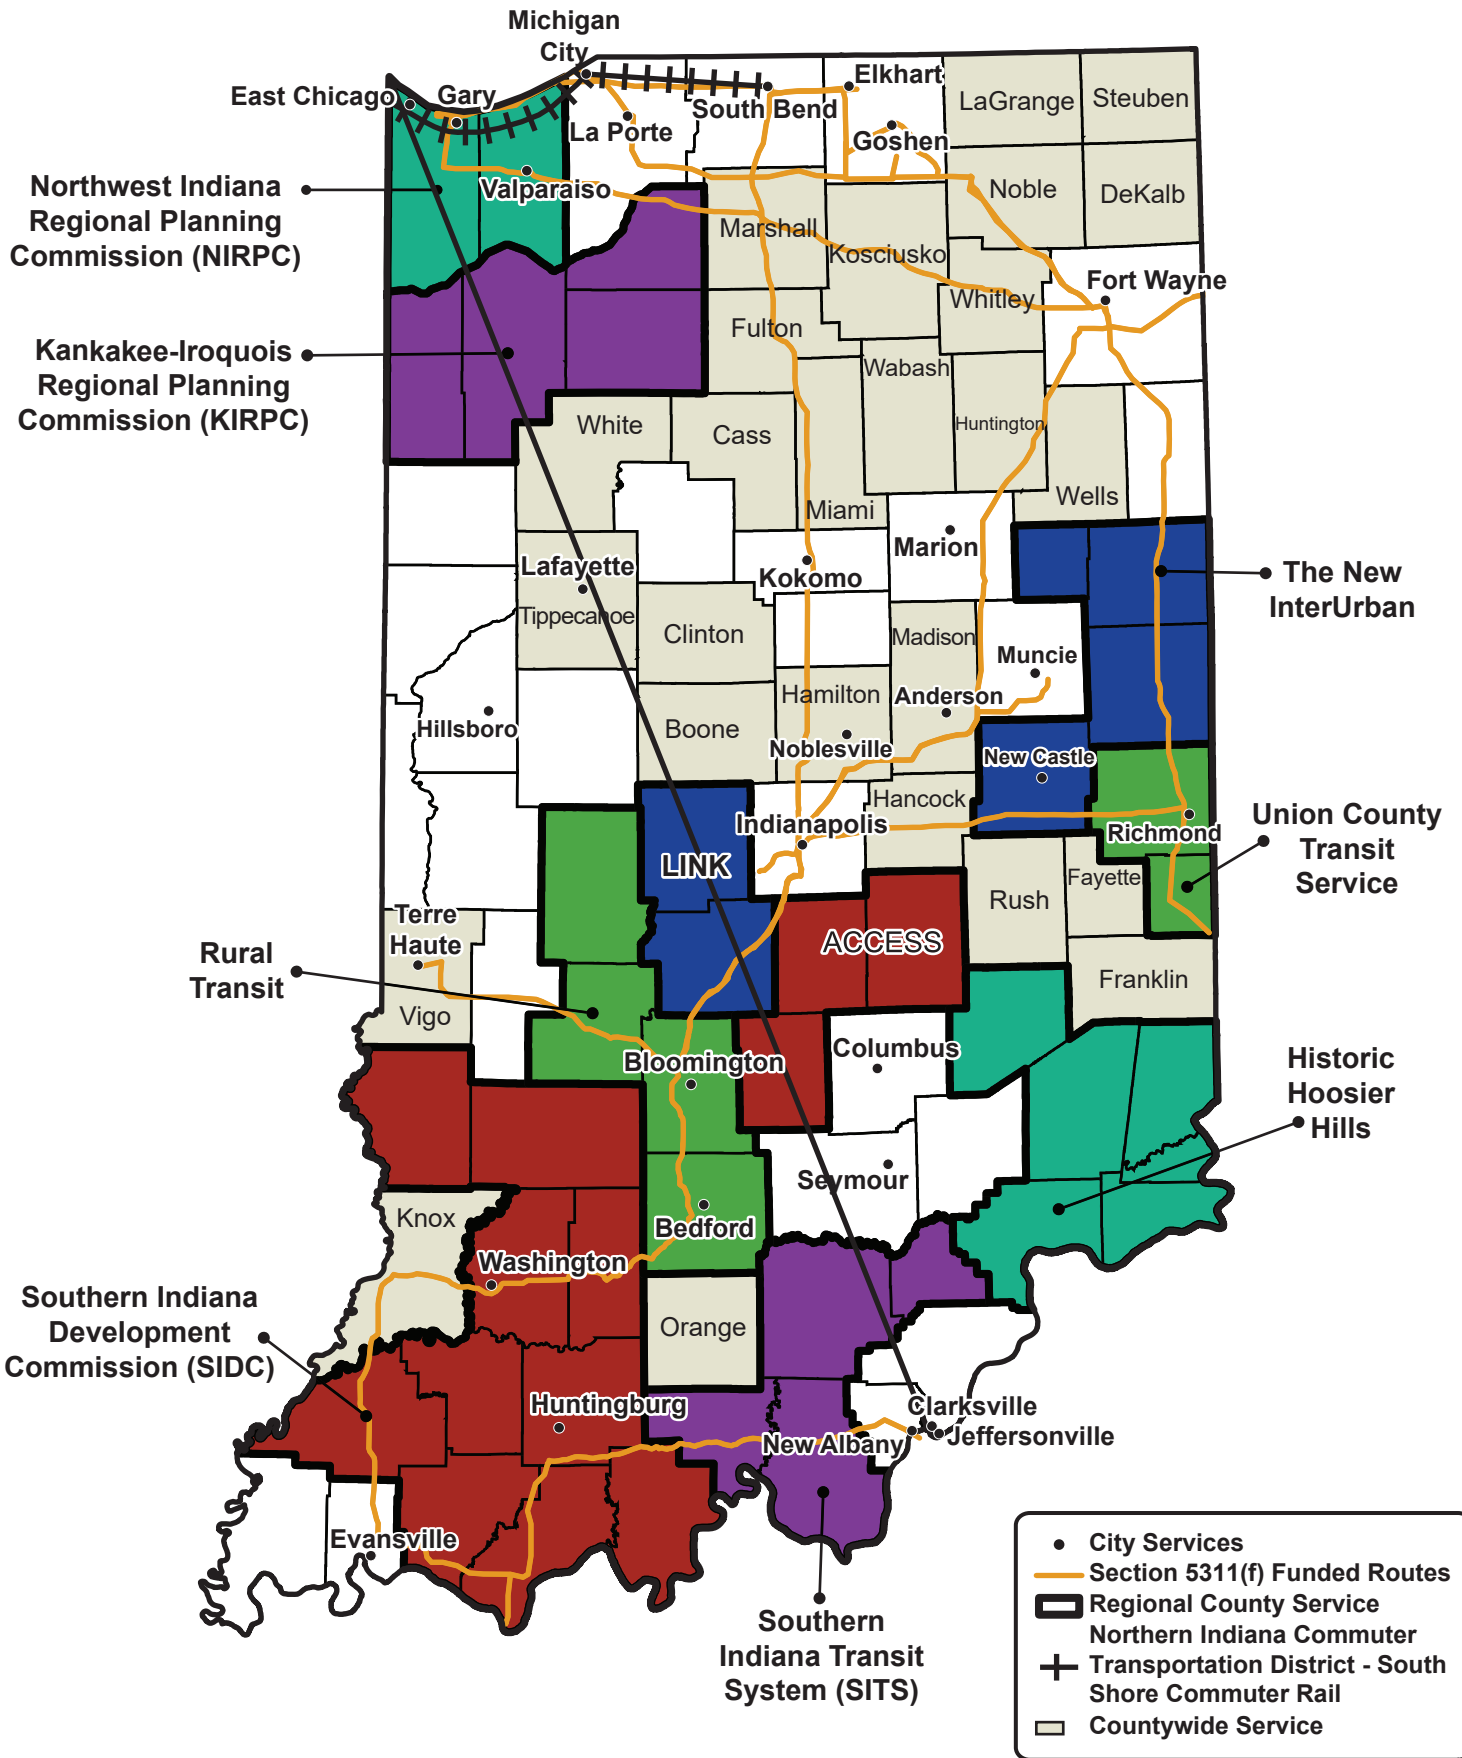 Michigan
City
East Chicago
Gary
La Porte
South Bend
Elkhart
Goshen
LaGrange
Steuben
Northwest Indiana
Regional Planning
Commission (NIRPC)
Valparaiso
Noble
DeKalb
Marshall
Kosciusko
Whitley
Fort Wayne
Kankakee-Iroquois
Regional Planning
Commission (KIRPC)
Fulton
Wabash
Huntington
White
Cass
Miami
Wells
Marion
Lafayette
Kokomo
The New
InterUrban
Tippecanoe
Clinton
Madison
Muncie
Hamilton
Anderson
Hillsboro
Boone
Noblesville
New Castle
Hancock
Indianapolis
Richmond
Union County
Transit
Service
LINK
Fayette
Rush
Terre
Haute
ACCESS
Rural
Transit
Franklin
Vigo
Columbus
Bloomington
Historic
Hoosier
Hills
Seymour
Knox
Bedford
Washington
Southern Indiana
Development
Commission (SIDC)
Orange
Huntingburg
Clarksville
Jeffersonville
New Albany
Evansville
Southern
Indiana Transit
System (SITS)
City Services
Section 5311(f) Funded Routes
Regional County Service
Northern Indiana Commuter
Transportation District - South
Shore Commuter Rail
Countywide Service